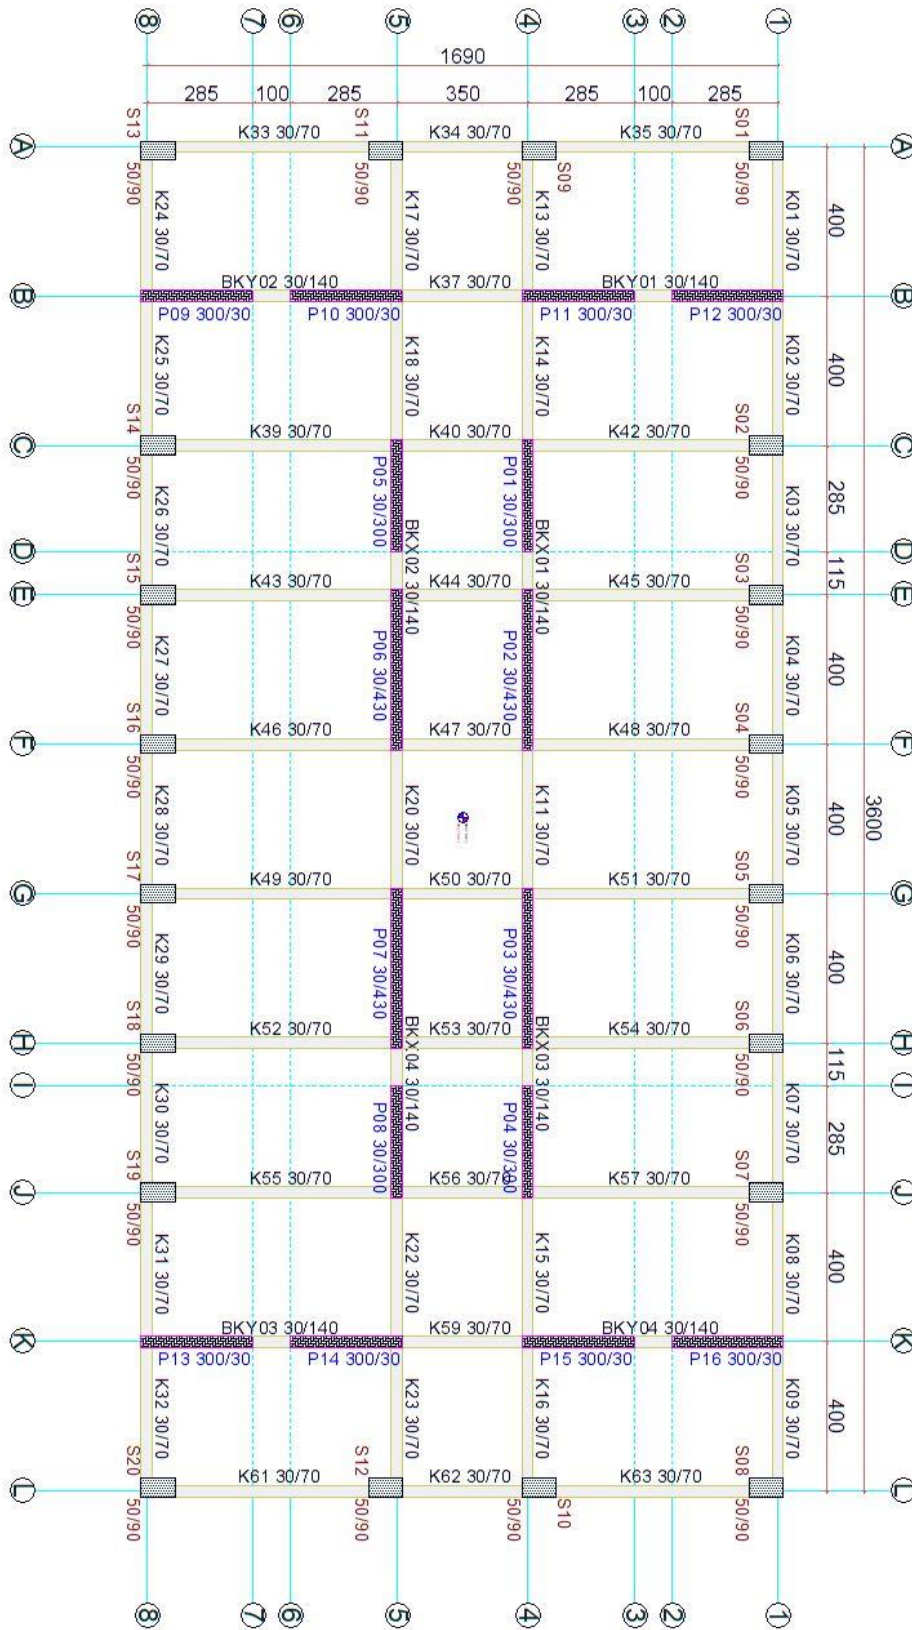 8 7 6 5 4 3 2 1
1690
285 100 285 350 285 100 285
S13 S11 S01
K33 30/70 K34 30/70 K35 30/70
A A
50/90 50/90 50/90 S09 50/90
K24 30/70 K17 30/70 K13 30/70 K01 30/70 400
BKY02 30/140 K37 30/70 BKY01 30/140
B B
P09 300/30 P10 300/30 P11 300/30 P12 300/30
K25 30/70 K18 30/70 K14 30/70 K02 30/70 400
S14 S02
K39 30/70 K40 30/70 K42 30/70
C C
50/90 P05 30/300 P01 30/300 50/90
K26 30/70 K03 30/70 285
BKX02 30/140 BKX01 30/140
D D
S15 S03 115
K43 30/70 K44 30/70 K45 30/70
E E
50/90 P06 30/430 P02 30/430 50/90
K27 30/70 K04 30/70 400
S16 S04
K46 30/70 K47 30/70 K48 30/70
F F
50/90 50/90
K28 30/70 K20 30/70 K11 30/70 K05 30/70 400 3600
S17 S05
K49 30/70 K50 30/70 K51 30/70
G G
50/90 P07 30/430 P03 30/430 50/90
K29 30/70 K06 30/70 400
S18 S06
K52 30/70 K53 30/70 K54 30/70
BKX04 30/140 BKX03 30/140
H H
50/90 50/90 115
I I
K30 30/70 P08 30/300 P04 30/300 K07 30/70 285
S19 S07
K55 30/70 K56 30/70 K57 30/70
J J
50/90 50/90
K31 30/70 K22 30/70 K15 30/70 K08 30/70 400
BKY03 30/140 K59 30/70 BKY04 30/140
K K
P13 300/30 P14 300/30 P15 300/30 P16 300/30
K32 30/70 K23 30/70 K16 30/70 K09 30/70 400
S20 S12 S08
K61 30/70 K62 30/70 K63 30/70
L L
50/90 50/90 50/90 S10 50/90
8 7 6 5 4 3 2 1